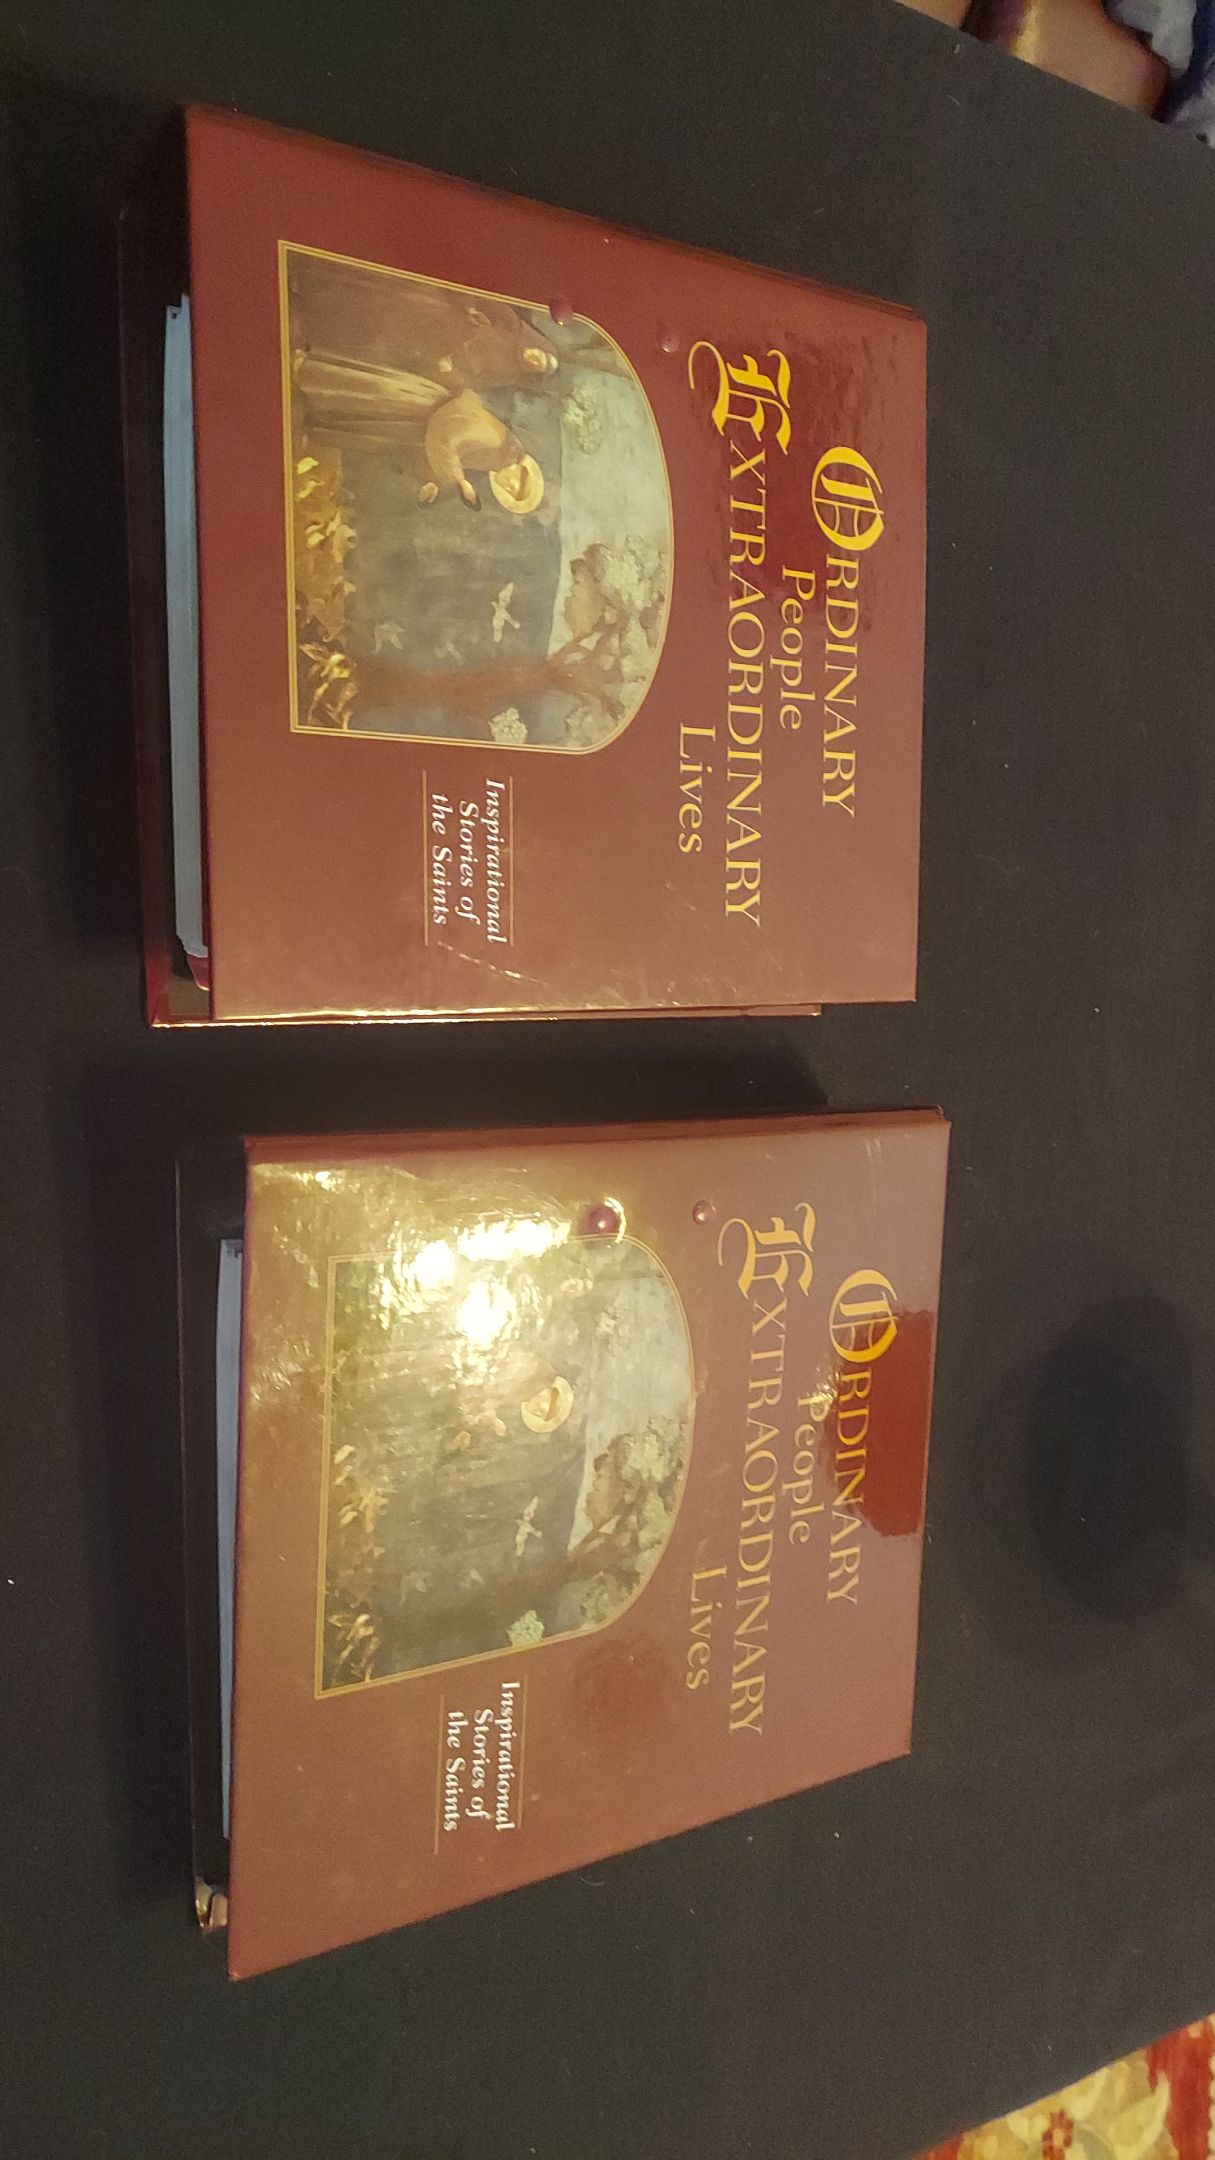 ORDINARY
People
EXTRAORDINARY
Lives
Inspirational
Stories of
the Saints
ORDINARY
People
EXTRAORDINARY
Lives
Inspirational
Stories of
the Saints